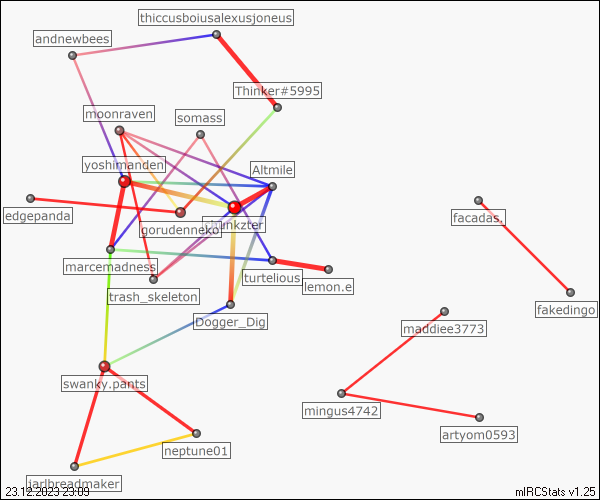 thiccusboiusalexusjoneus
andnewbees
Thinker#5995
moonraven
somass
yoshimanden
Altmile
edgepanda
facadas.
gorudenneko
chunkzter
marcemadness
turtelious
lemon.e
trash_skeleton
fakedingo
Dogger_Dig
maddiee3773
swanky.pants
mingus4742
artyom0593
neptune01
jarlbreadmaker
23.12.2023 23:09
mIRCStats v1.25